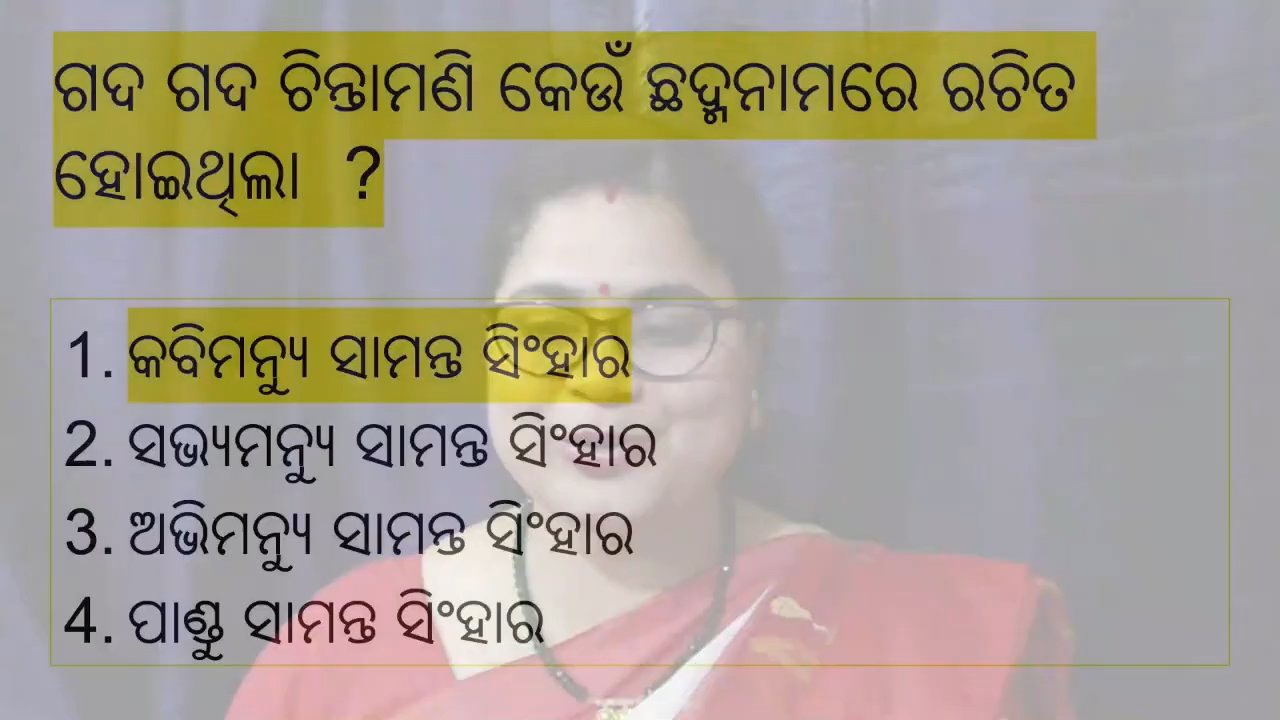 ଗଦ ଗଦ ଚିନ୍ତାମଣି କେଉଁ ଛଦ୍ମନାମରେ ରଚିତ
ହୋଇଥିଲା ?
1. କବିମନ୍ୟୁ ସାମନ୍ତ ସିଂହାର
2. ସଭ୍ୟମନ୍ୟୁ ସାମନ୍ତ ସିଂହାର
3. ଅଭିମନ୍ୟୁ ସାମନ୍ତ ସିଂହାର
4. ପାଣ୍ଡୁ ସାମନ୍ତ ସିଂହାର